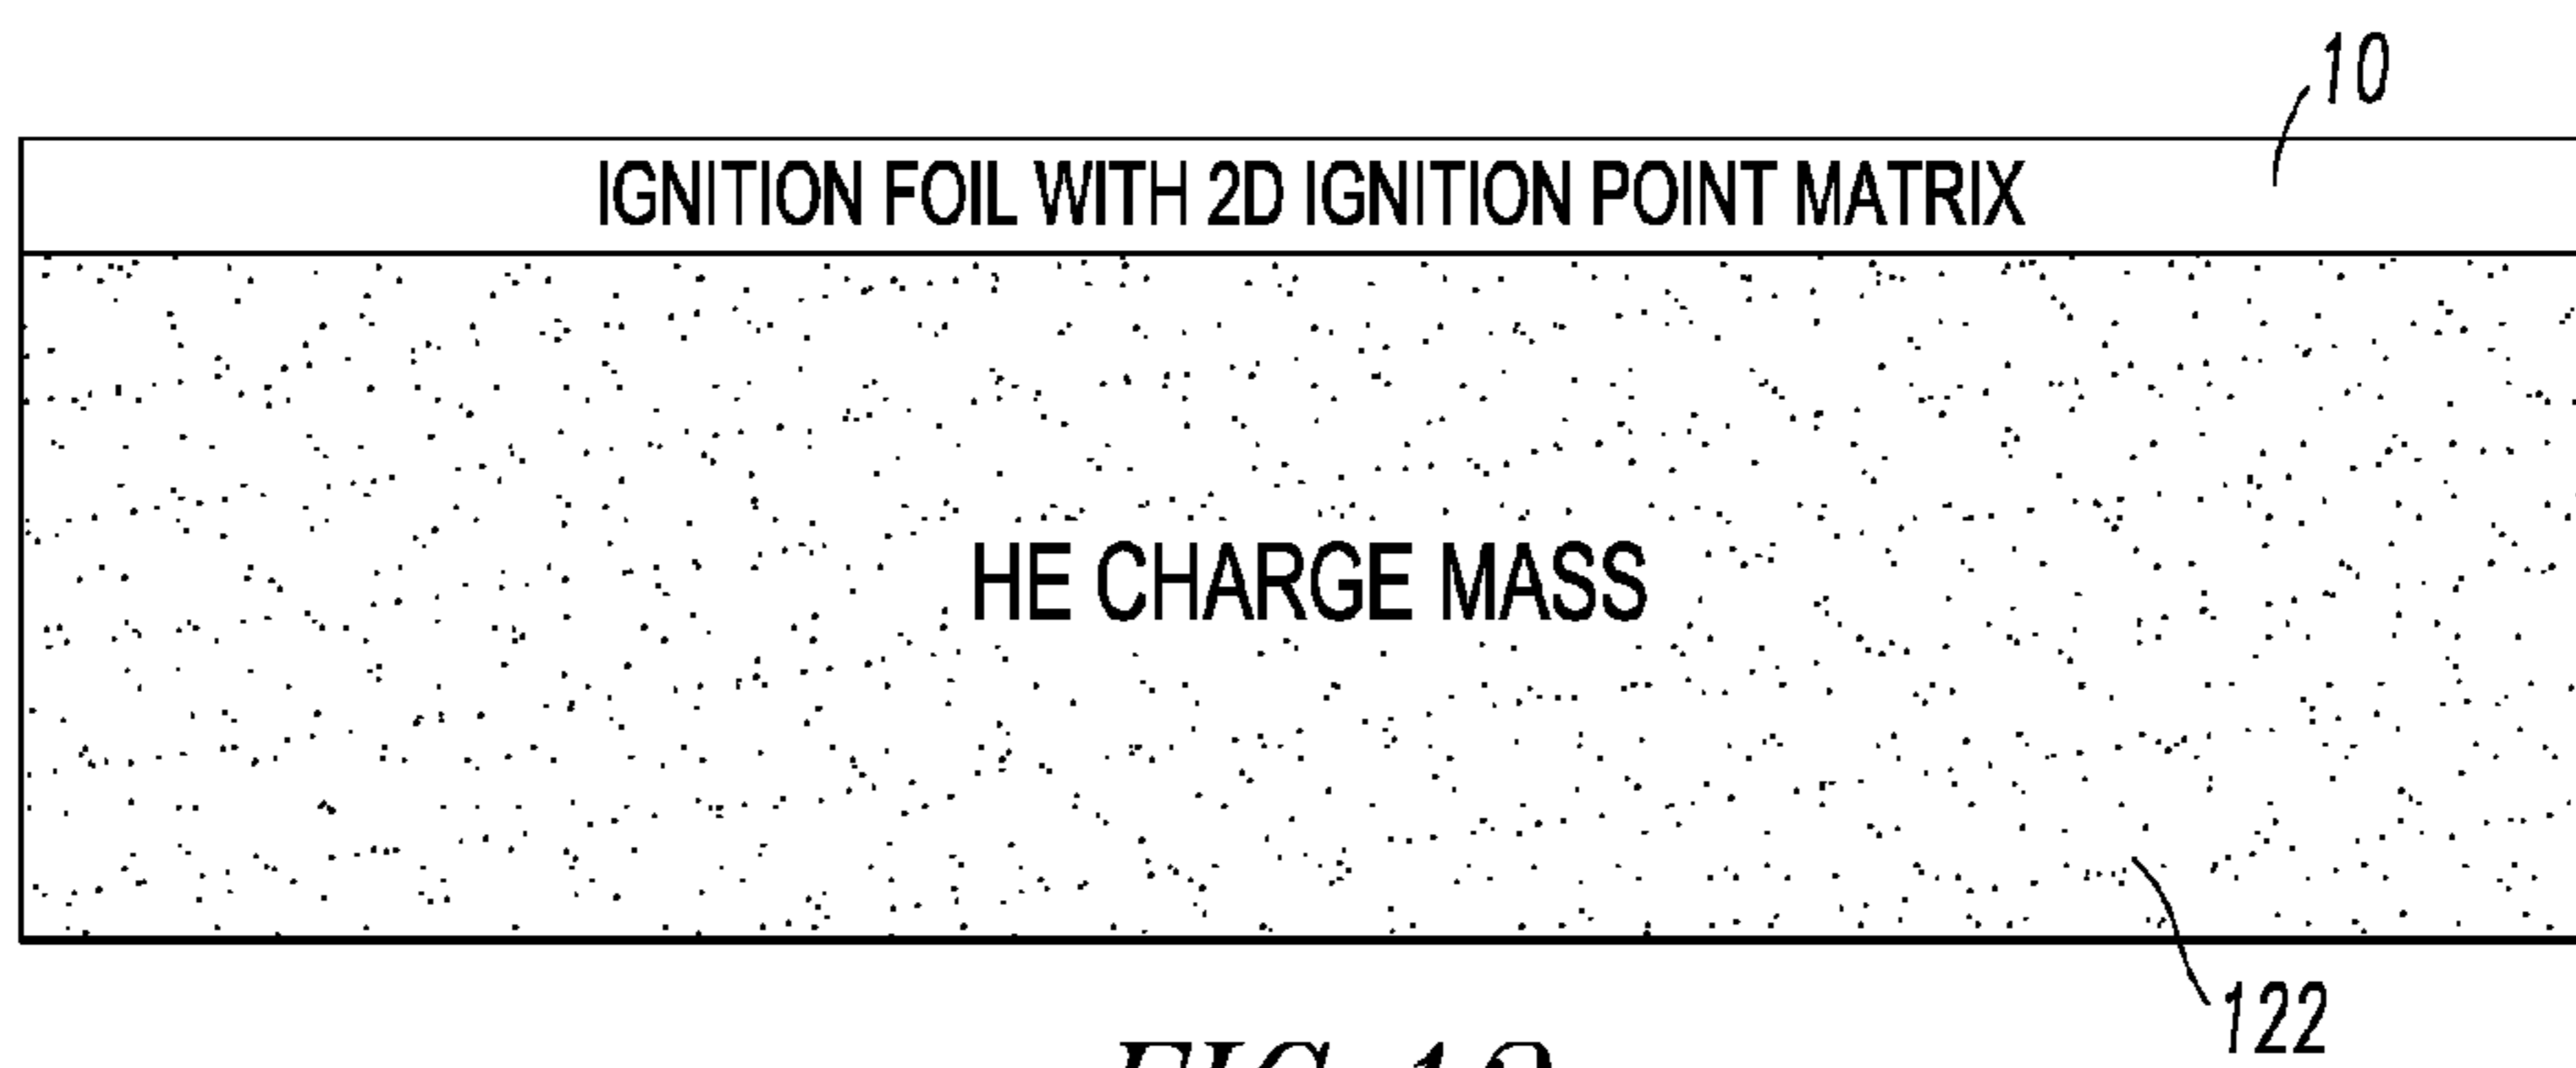 10
IGNITION FOIL WITH 2D IGNITION POINT MATRIX
HE CHARGE MASS
122